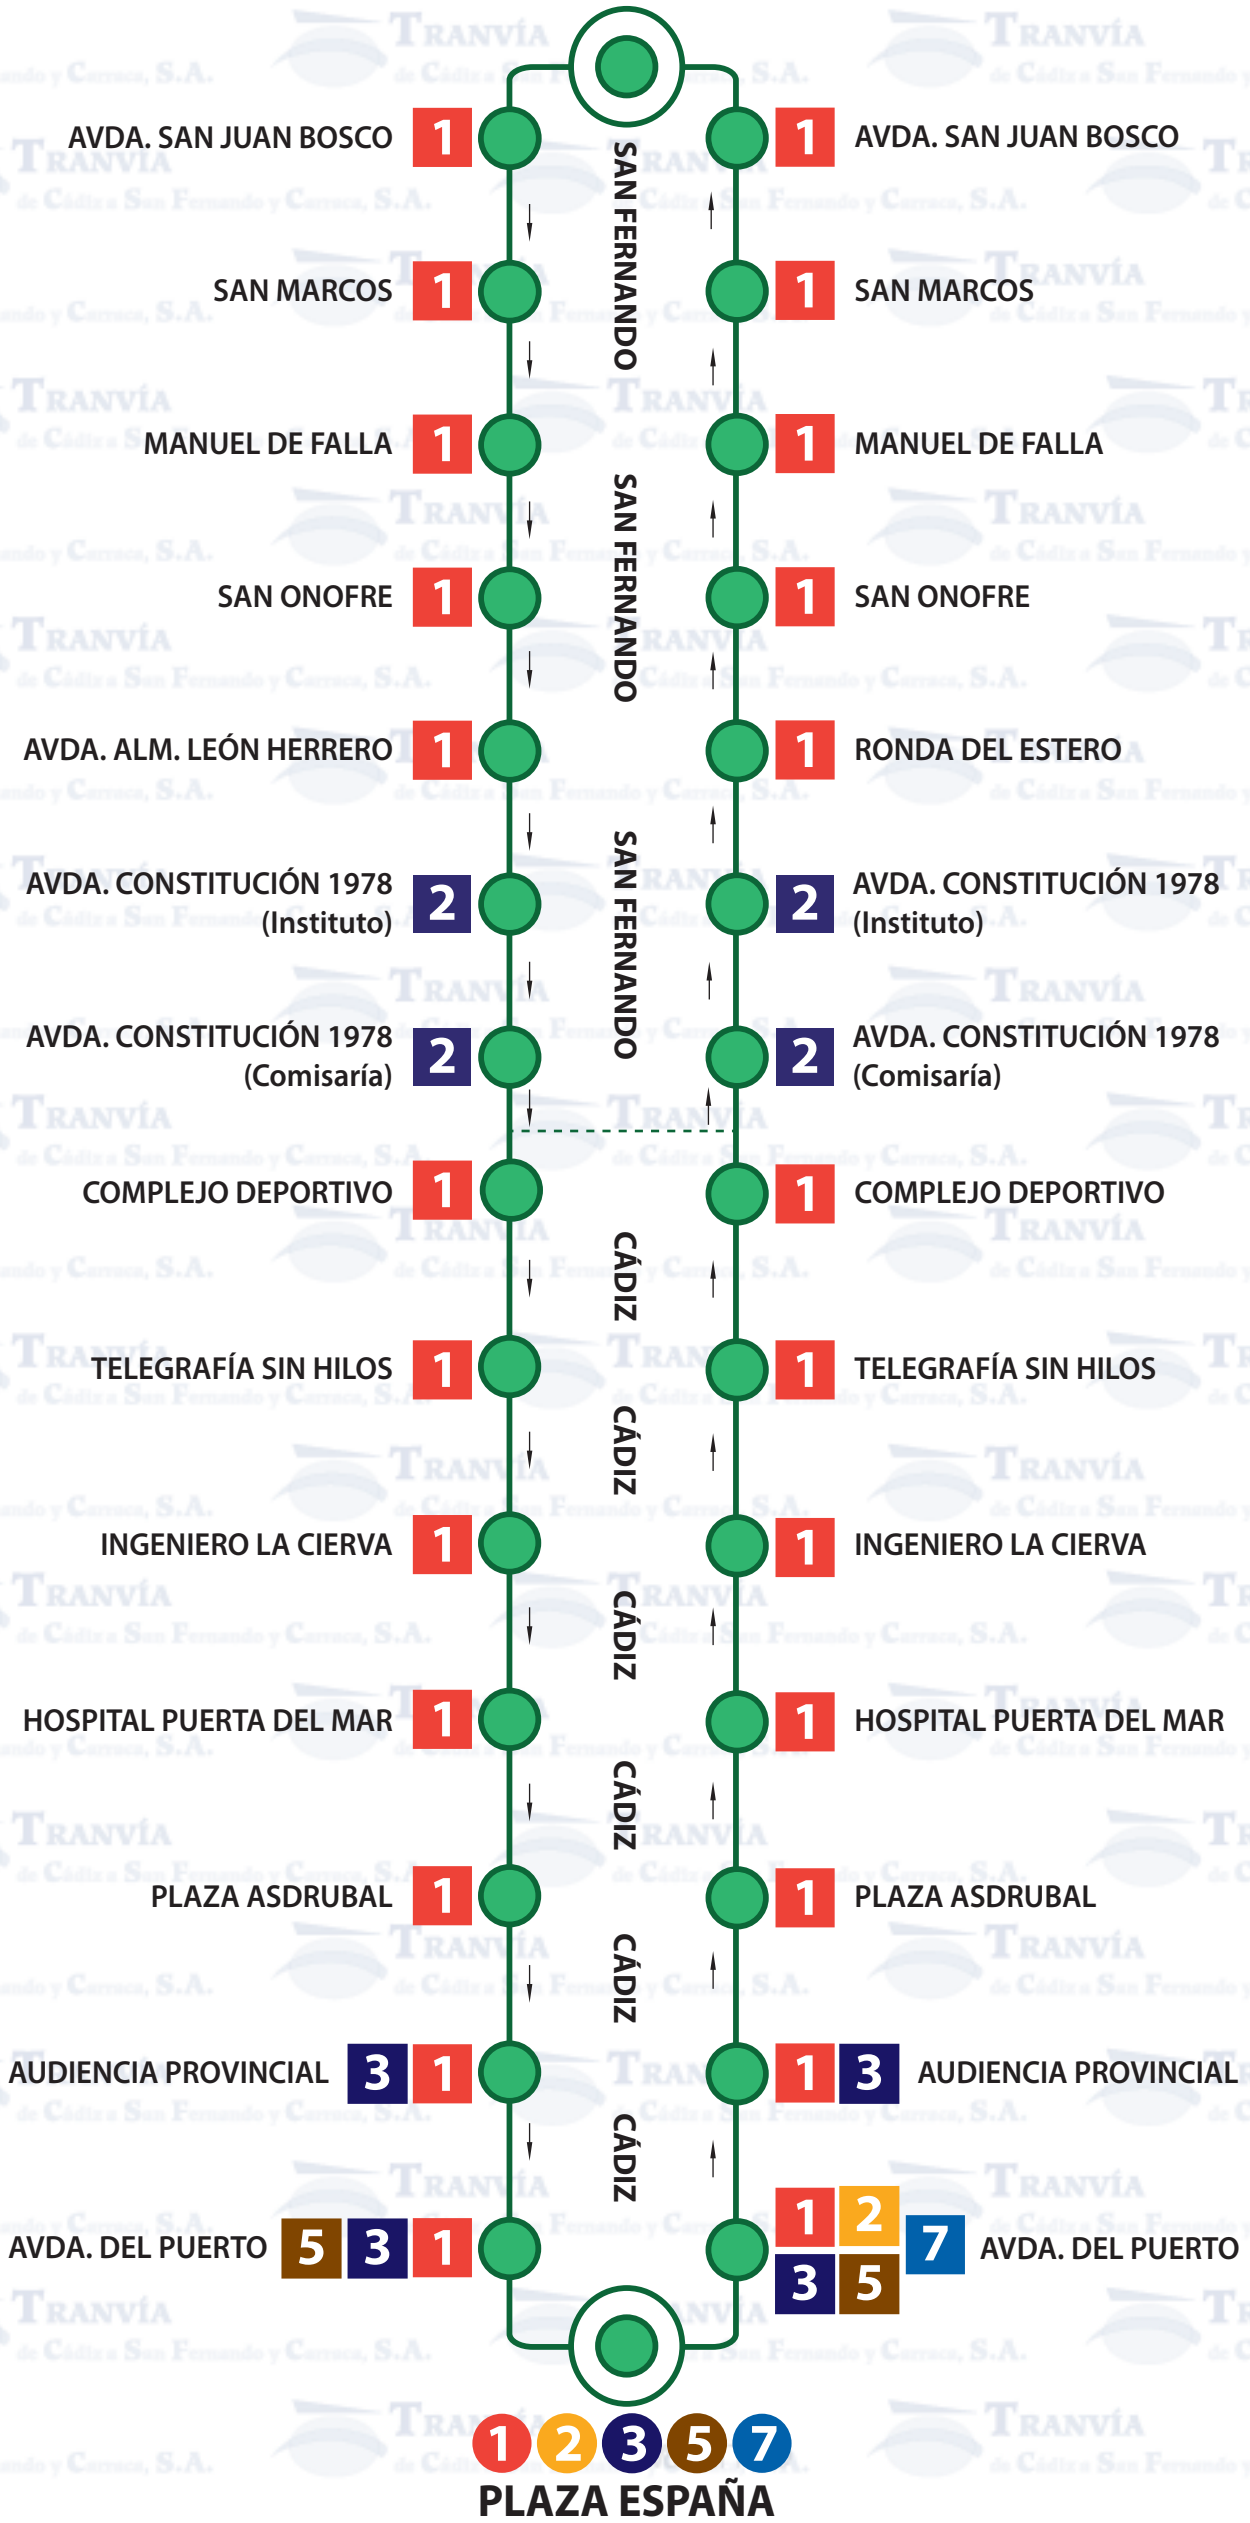 AVDA. SAN JUAN BOSCO 1
1 AVDA. SAN JUAN BOSCO
SAN FERNANDO
SAN MARCOS 1
1 SAN MARCOS
MANUEL DE FALLA 1
1 MANUEL DE FALLA
SAN FERNANDO
SAN ONOFRE 1
1 SAN ONOFRE
AVDA. ALM. LEÓN HERRERO 1
1 RONDA DEL ESTERO
SAN FERNANDO
AVDA. CONSTITUCIÓN 1978
(Instituto)
2
2
AVDA. CONSTITUCIÓN 1978
(Instituto)
AVDA. CONSTITUCIÓN 1978
(Comisaría)
2
2
AVDA. CONSTITUCIÓN 1978
(Comisaría)
COMPLEJO DEPORTIVO 1
1 COMPLEJO DEPORTIVO
CÁDIZ
TELEGRAFÍA SIN HILOS 1
1 TELEGRAFÍA SIN HILOS
CÁDIZ
INGENIERO LA CIERVA 1
1 INGENIERO LA CIERVA
CÁDIZ
HOSPITAL PUERTA DEL MAR 1
1 HOSPITAL PUERTA DEL MAR
CÁDIZ
PLAZA ASDRUBAL 1
1 PLAZA ASDRUBAL
CÁDIZ
AUDIENCIA PROVINCIAL 3 1
1 3 AUDIENCIA PROVINCIAL
CÁDIZ
AVDA. DEL PUERTO 5 3 1
1 2
3 5
7 AVDA. DEL PUERTO
1 2 3 5 7
PLAZA ESPAÑA
TRANVÍA
de Cádiz a San Fernando y Carraca, S.A.